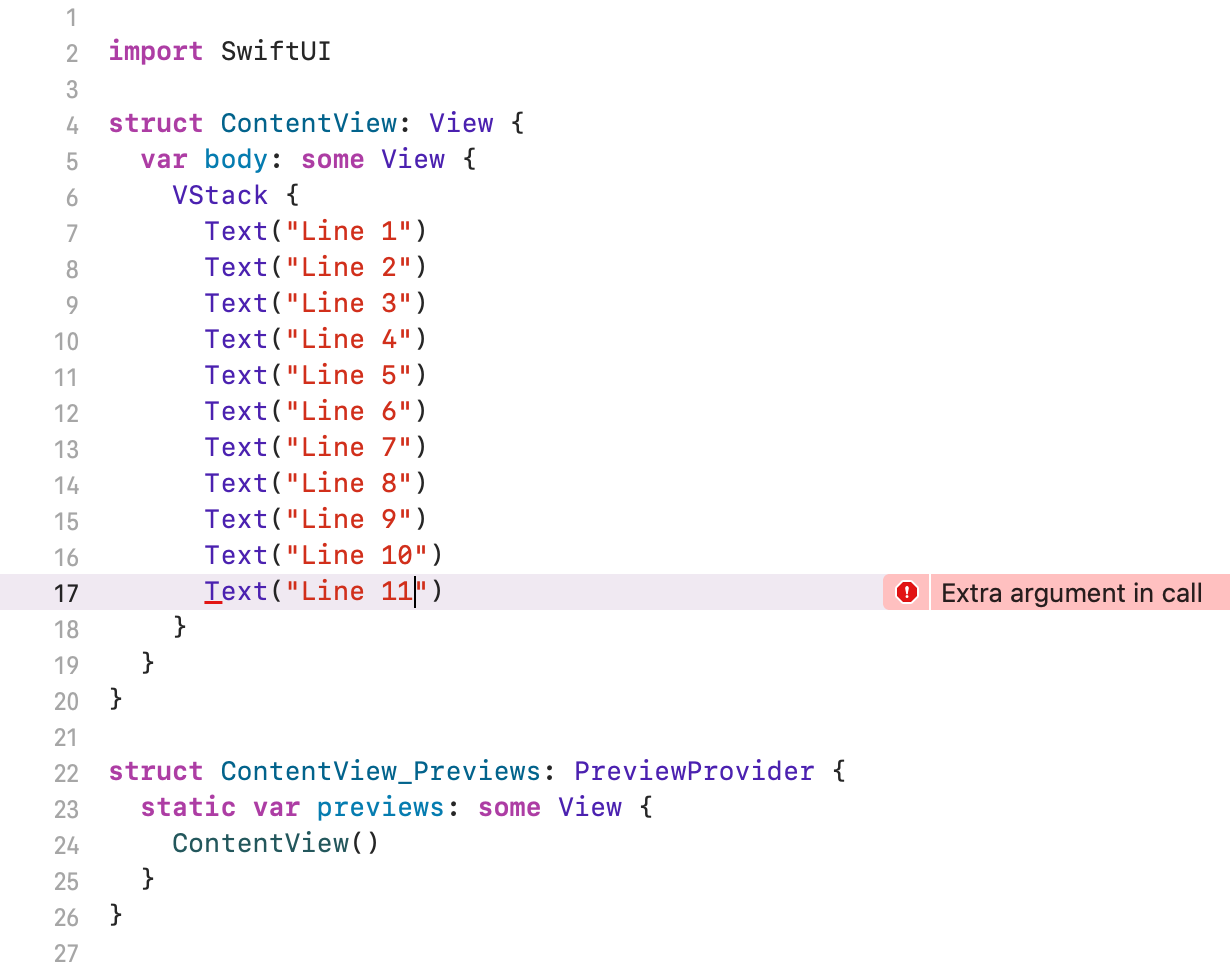 1
2 import SwiftUI
3
4 struct ContentView: View {
5   var body: some View {
6     VStack {
7       Text("Line 1")
8       Text("Line 2")
9       Text("Line 3")
10       Text("Line 4")
11       Text("Line 5")
12       Text("Line 6")
13       Text("Line 7")
14       Text("Line 8")
15       Text("Line 9")
16       Text("Line 10")
17       Text("Line 11") Extra argument in call
18     }
19   }
20 }
21
22 struct ContentView_Previews: PreviewProvider {
23   static var previews: some View {
24     ContentView()
25   }
26 }
27